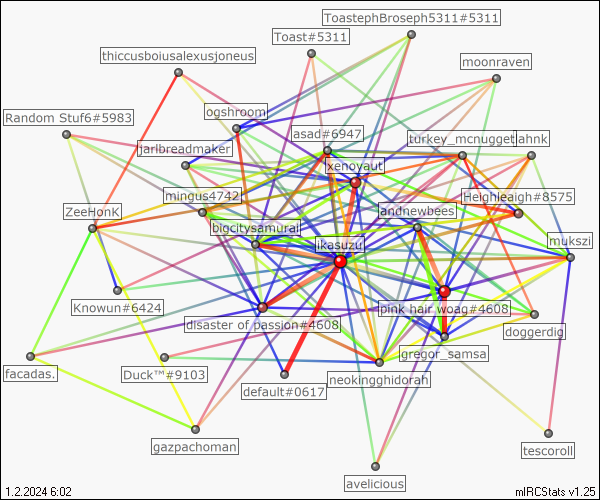 ToastephBroseph5311#5311
Toast#5311
thiccusboiusalexusjoneus
moonraven
ogshroom
Random Stuf6#5983
asad#6947
turkey_mcnugget
ahnk
jarlbreadmaker
xenoyaut
mingus4742
Heighleaigh#8575
ZeeHonK
andnewbees
bigcitysamurai
ikasuzu
mukszi
Knowun#6424
pink hair woag#4608
disaster of passion#4608
doggerdig
gregor_samsa
facadas.
Duck™#9103
neokingghidorah
default#0617
gazpachoman
tescoroll
avelicious
1.2.2024 6:02
mIRCStats v1.25